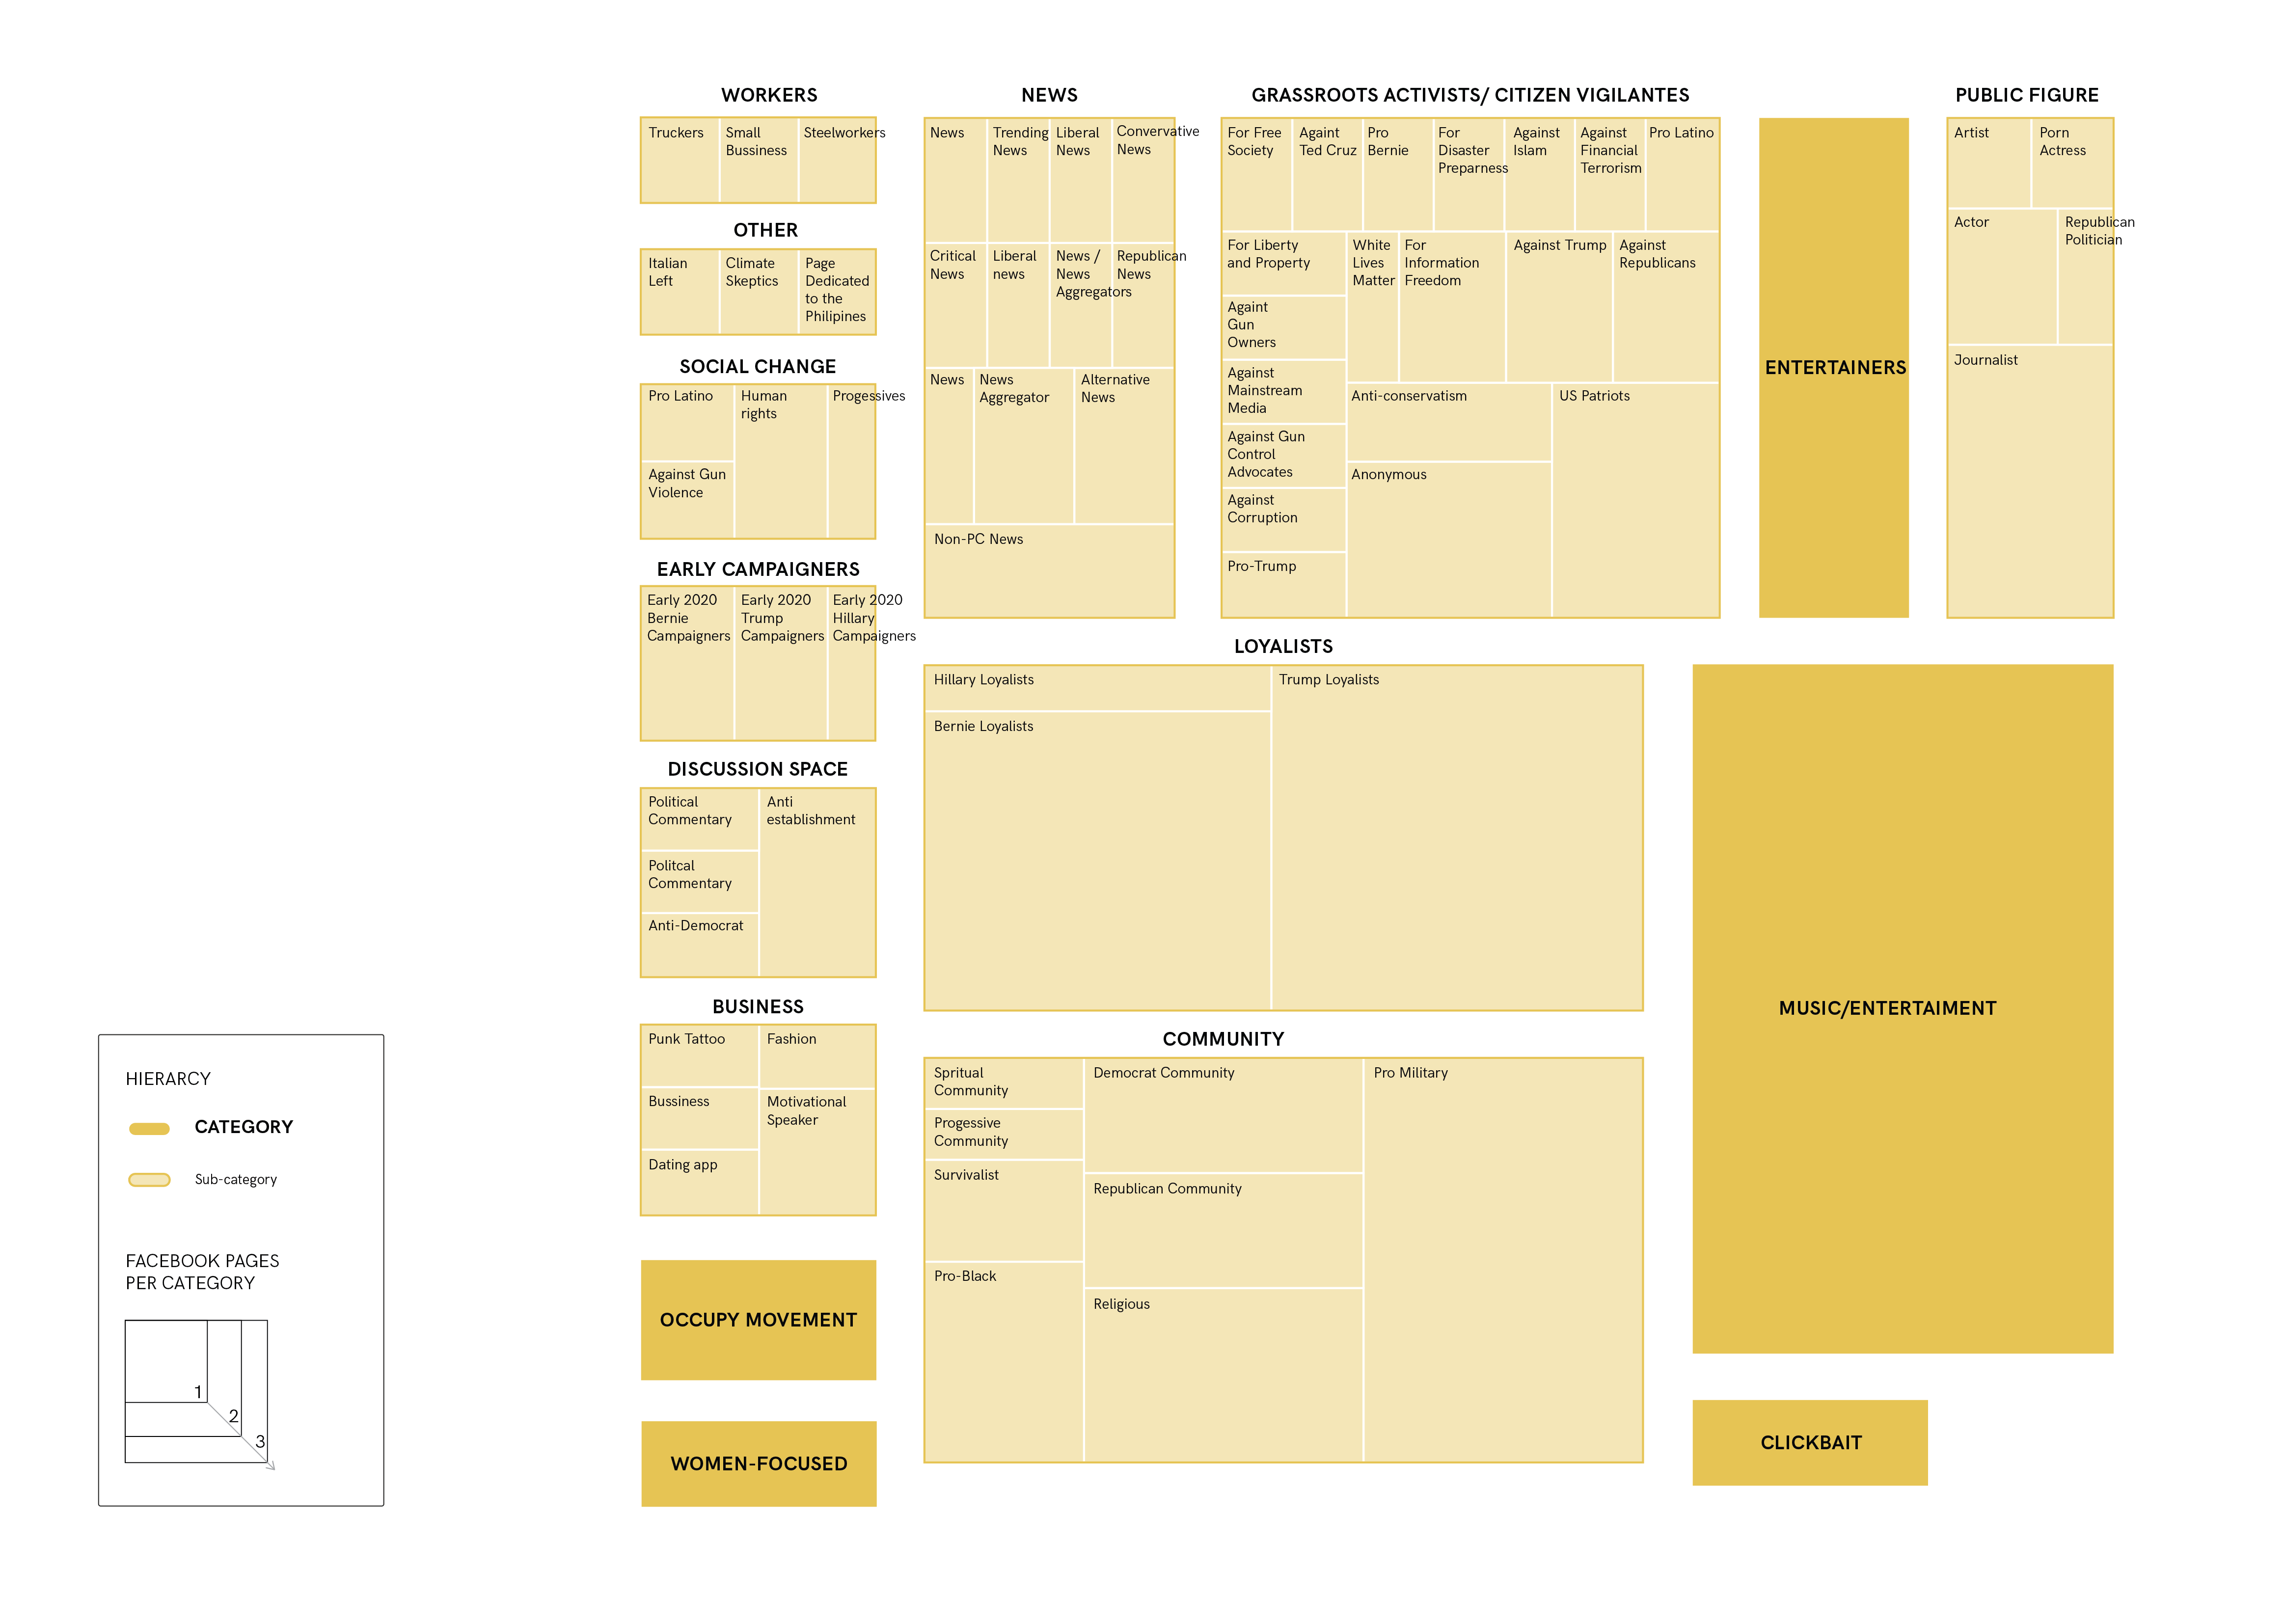 WORKERS
Truckers
Small
Bussiness
Steelworkers
OTHER
Italian
Left
Climate
Skeptics
Page
Dedicated
to the
Philipines
SOCIAL CHANGE
Pro Latino
Human
rights
Progessives
Against Gun
Violence
EARLY CAMPAIGNERS
Early 2020
Bernie
Campaigners
Early 2020
Trump
Campaigners
Early 2020
Hillary
Campaigners
DISCUSSION SPACE
Political
Commentary
Anti
establishment
Politcal
Commentary
Anti-Democrat
BUSINESS
Punk Tattoo
Fashion
Bussiness
Motivational
Speaker
Dating app
OCCUPY MOVEMENT
WOMEN-FOCUSED
NEWS
News
Trending
News
Liberal
News
Convervative
News
Critical
News
Liberal
news
News /
News
Aggregators
Republican
News
News
News
Aggregator
Alternative
News
Non-PC News
GRASSROOTS ACTIVISTS/ CITIZEN VIGILANTES
For Free
Society
Againt
Ted Cruz
Pro
Bernie
For
Disaster
Preparness
Against
Islam
Against
Financial
Terrorism
Pro Latino
For Liberty
and Property
White
Lives
Matter
For
Information
Freedom
Against Trump
Against
Republicans
Againt
Gun
Owners
Against
Mainstream
Media
Against Gun
Control
Advocates
Against
Corruption
Pro-Trump
Anti-conservatism
US Patriots
Anonymous
ENTERTAINERS
PUBLIC FIGURE
Artist
Porn
Actress
Actor
Republican
Politician
Journalist
LOYALISTS
Hillary Loyalists
Trump Loyalists
Bernie Loyalists
COMMUNITY
Spritual
Community
Progessive
Community
Survivalist
Pro-Black
Democrat Community
Republican Community
Religious
Pro Military
MUSIC/ENTERTAIMENT
CLICKBAIT
HIERARCY
CATEGORY
Sub-category
FACEBOOK PAGES
PER CATEGORY
1
2
3